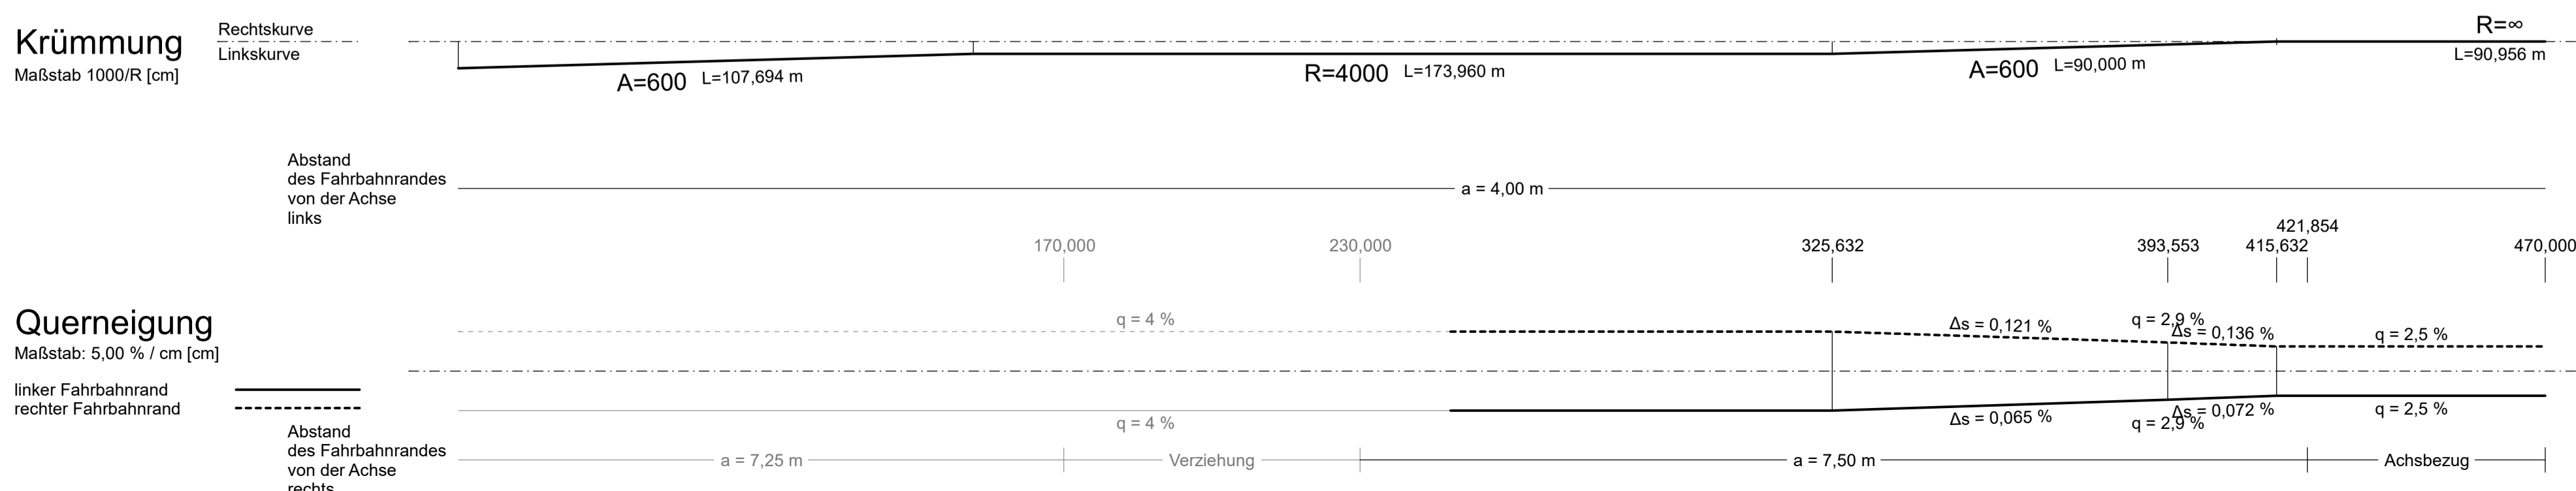 Krümmung
Maßstab 1000/R [cm]
Rechtskurve
Linkskurve
A=600 L=107,694 m
R=4000 L=173,960 m
A=600 L=90,000 m
R=∞
L=90,956 m
Abstand
des Fahrbahnrandes
von der Achse
links
a = 4,00 m
421,854
170,000 230,000 325,632 393,553 415,632 470,000
Querneigung
Maßstab: 5,00 % / cm [cm]
q = 4 %
Δs = 0,121 %
q = 2,9 %
Δs = 0,136 %
q = 2,5 %
linker Fahrbahnrand
rechter Fahrbahnrand
q = 4 %
Δs = 0,065 %
q = 2,9 %
Δs = 0,072 %
q = 2,5 %
Abstand
des Fahrbahnrandes
von der Achse
rechts
a = 7,25 m Verziehung a = 7,50 m Achsbezug